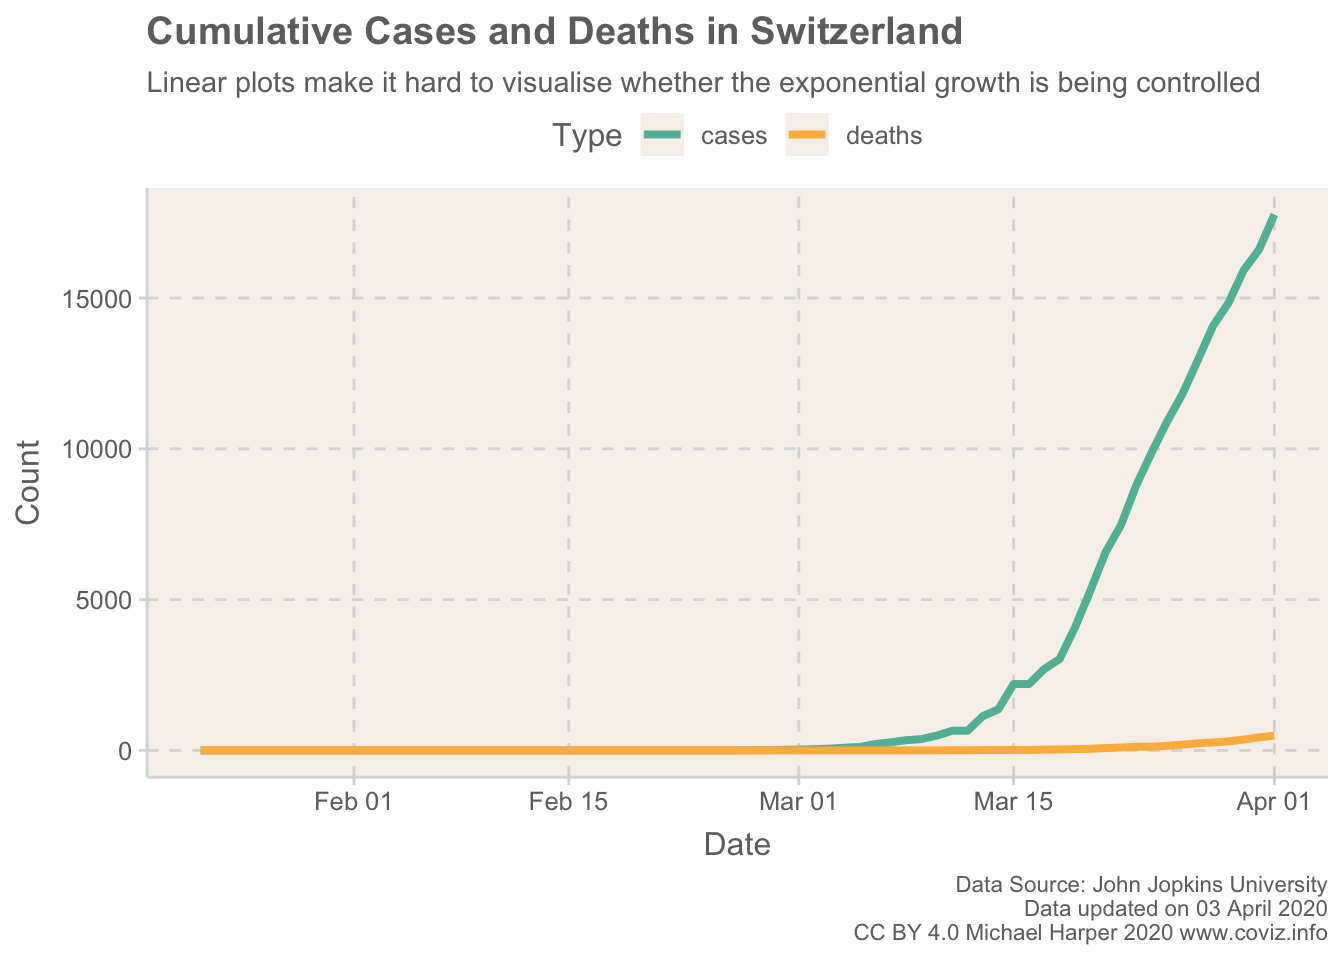 Cumulative Cases and Deaths in Switzerland
Linear plots make it hard to visualise whether the exponential growth is being controlled
Type cases deaths
Count
15000
10000
5000
0
Feb 01 Feb 15 Mar 01 Mar 15 Apr 01
Date
Data Source: John Jopkins University
Data updated on 03 April 2020
CC BY 4.0 Michael Harper 2020 www.coviz.info